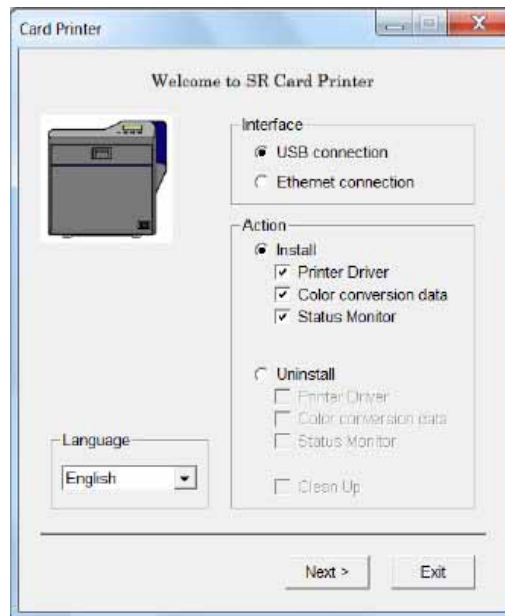 Card Printer
Welcome to SR Card Printer
Interface
USB connection
Ethernet connection
Action
Install
Printer Driver
Color conversion data
Status Monitor
Uninstall
Printer Driver
Color conversion data
Status Monitor
Clean Up
Language
English
Next >
Exit